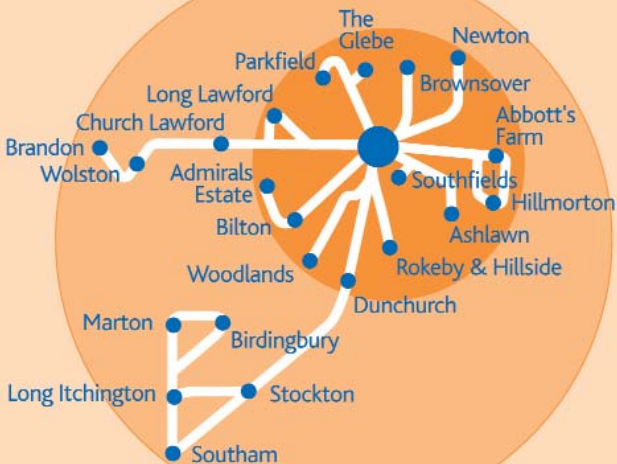 The
Glebe
Newton
Parkfield
Brownsover
Long Lawford
Abbott's
Farm
Church Lawford
Brandon
Wolston
Admirals
Estate
Southfields
Hillmorton
Bilton
Ashlawn
Woodlands
Rokeby & Hillside
Dunchurch
Marton
Birdingbury
Long Itchington
Stockton
Southam